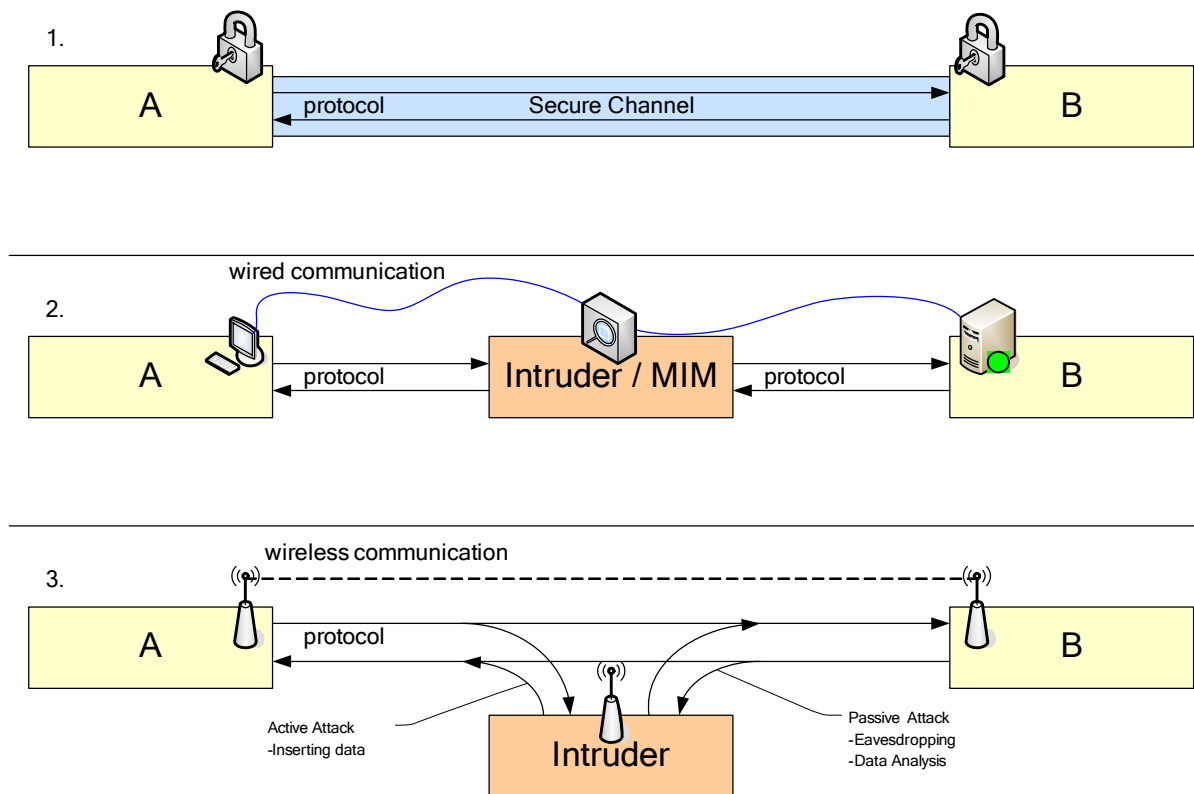 1.
A
protocol
Secure Channel
B
wired communication
2.
A
protocol
Intruder / MIM
protocol
B
wireless communication
3.
A
protocol
B
Active Attack
-Inserting data
Intruder
Passive Attack
-Eavesdropping
-Data Analysis